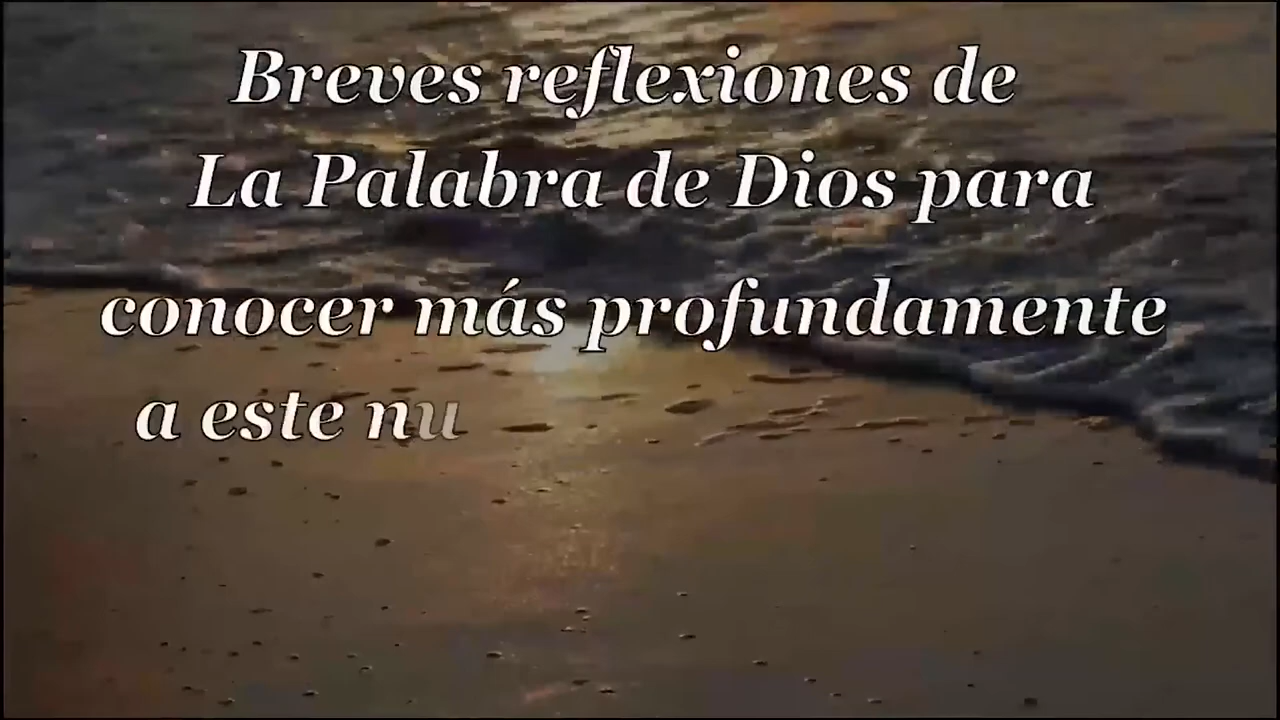 Breves reflexiones de
La Palabra de Dios para
conocer más profundamente
a este nu